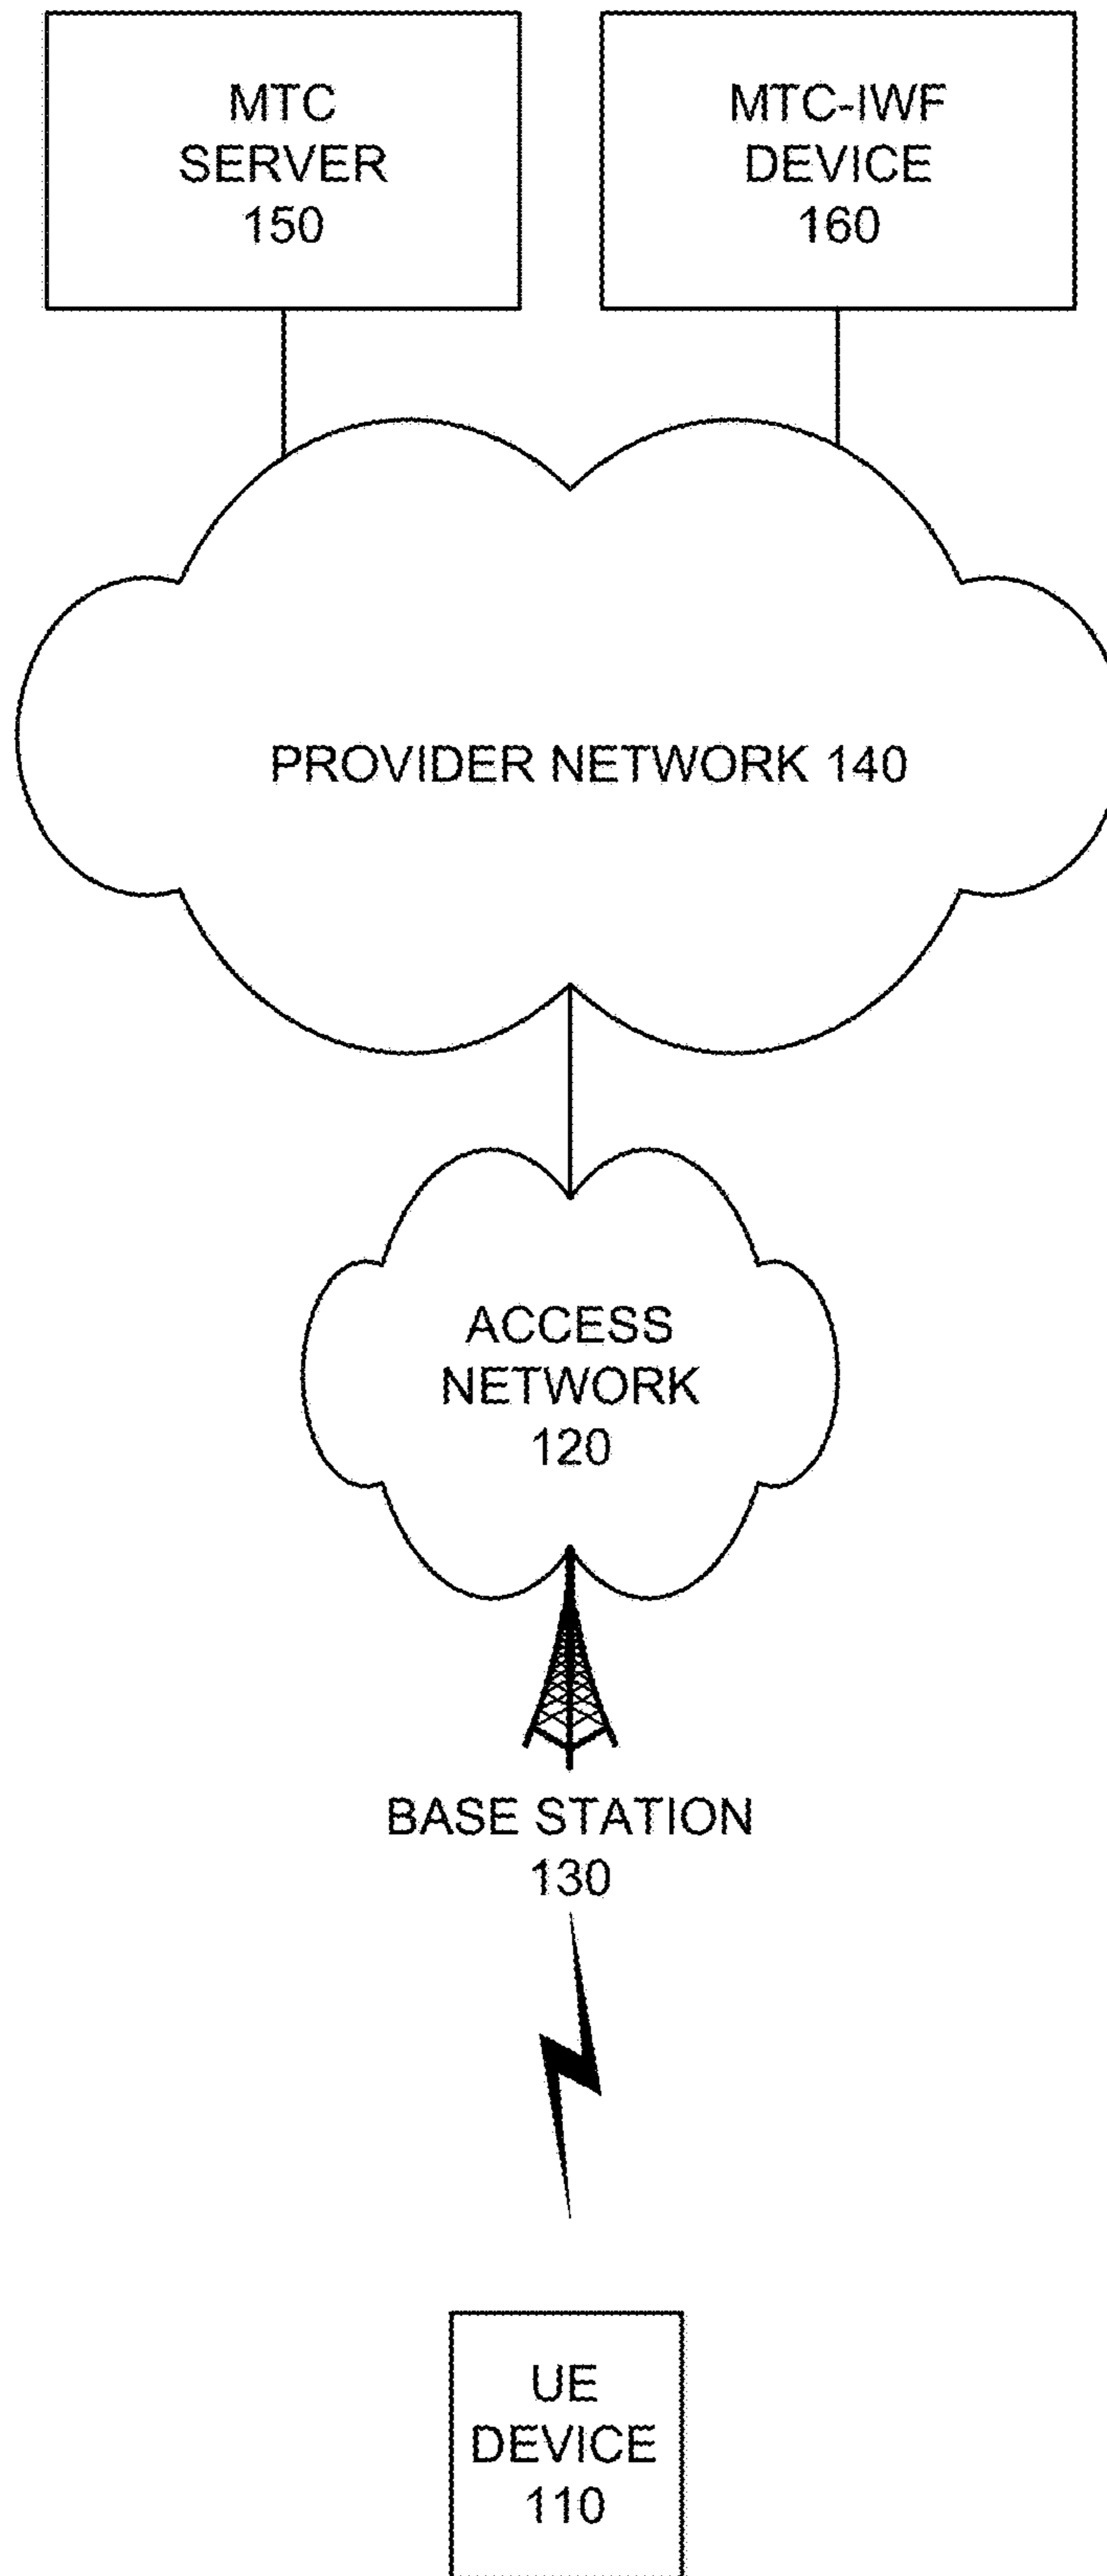 MTC
SERVER
150
MTC-IWF
DEVICE
160
PROVIDER NETWORK 140
ACCESS
NETWORK
120
BASE STATION
130
UE
DEVICE
110